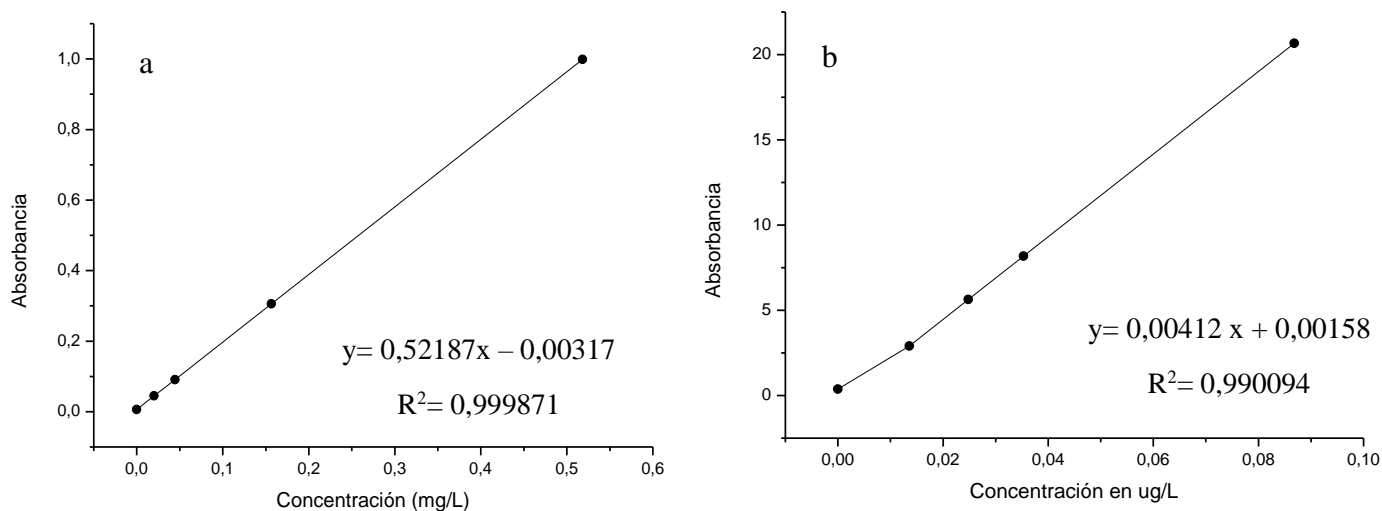 a
1,0
0,8
0,6
0,4
0,2
0,0
Absorbancia
y= 0,52187x – 0,00317
R²= 0,999871
0,0 0,1 0,2 0,3 0,4 0,5 0,6
Concentración (mg/L)
b
20
15
10
5
0
Absorbancia
y= 0,00412 x + 0,00158
R²= 0,990094
0,00 0,02 0,04 0,06 0,08 0,10
Concentración en ug/L